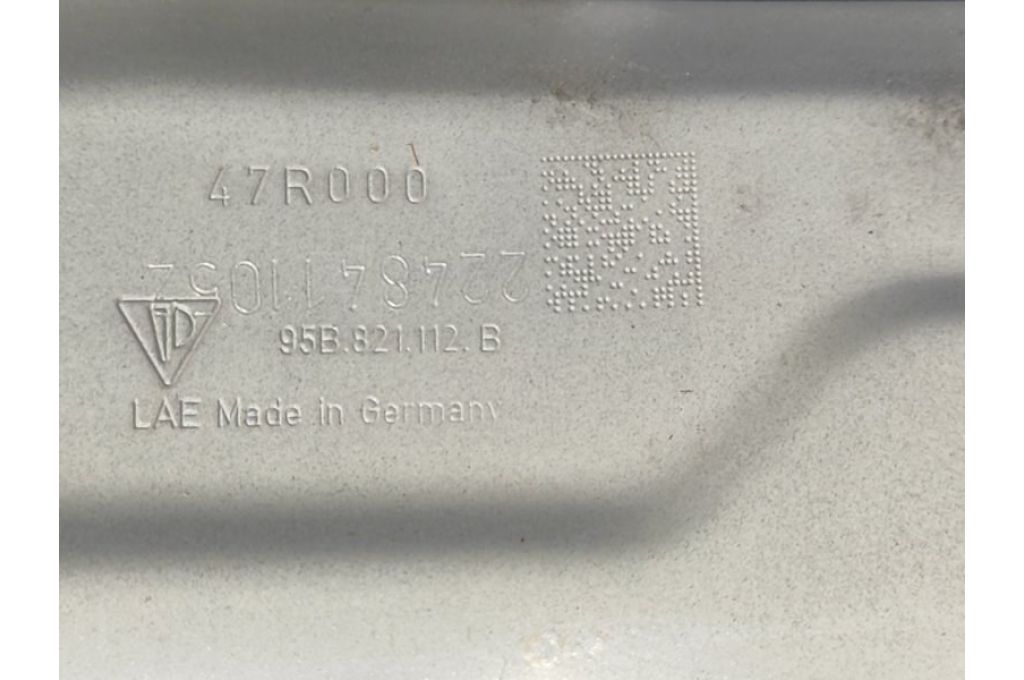 47R000
95B.821.112.B
LAE Made in Germany